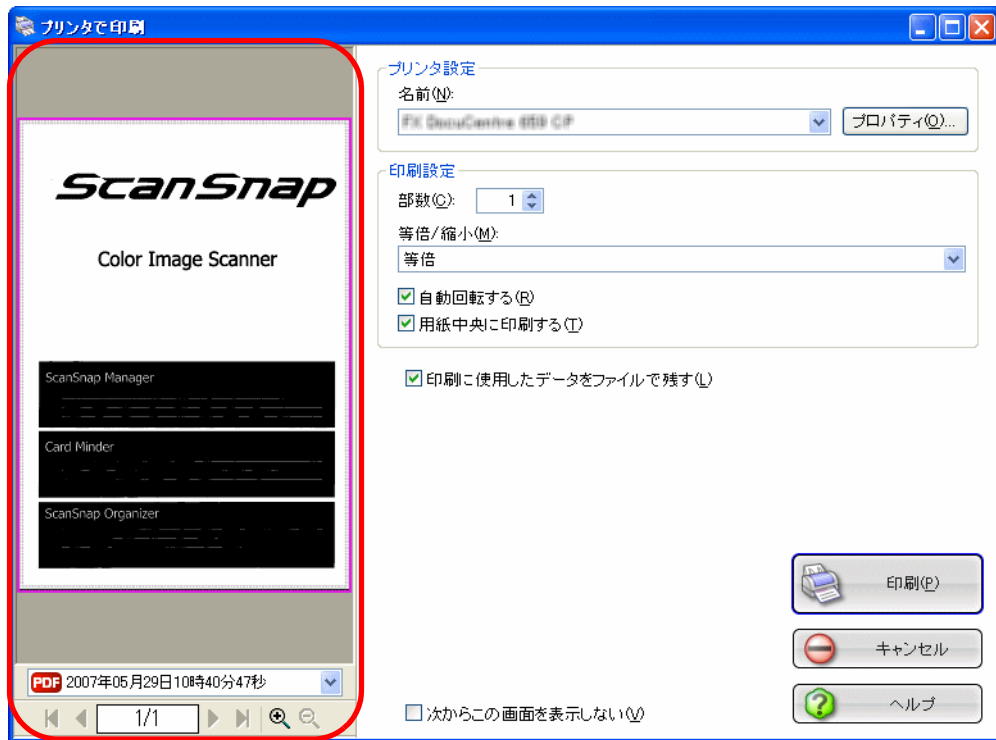 プリンタで印刷
ScanSnap
Color Image Scanner
ScanSnap Manager
Card Minder
ScanSnap Organizer
PDF 2007年05月29日10時40分47秒
1/1
プリンタ設定
名前(N):
プロパティ(O)...
印刷設定
部数(C): 1
等倍/縮小(M):
等倍
自動回転する(R)
用紙中央に印刷する(T)
印刷に使用したデータをファイルで残す(L)
印刷(P)
キャンセル
ヘルプ
次からこの画面を表示しない(V)